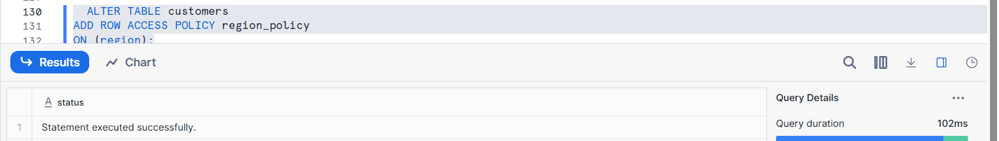 130 ALTER TABLE customers
131 ADD ROW ACCESS POLICY region_policy
132 ON (region);
Results
Chart
A status
Query Details
1 Statement executed successfully.
Query duration 102ms